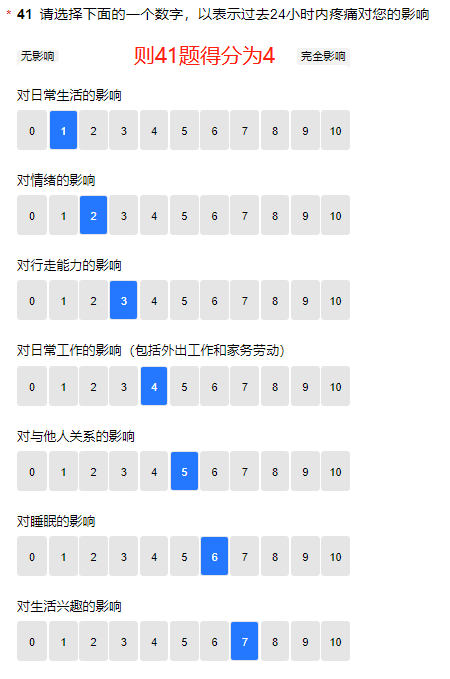 * 41 请选择下面的一个数字，以表示过去24小时内疼痛对您的影响
无影响 则41题得分为4 完全影响
对日常生活的影响
0 1 2 3 4 5 6 7 8 9 10
对情绪的影响
0 1 2 3 4 5 6 7 8 9 10
对行走能力的影响
0 1 2 3 4 5 6 7 8 9 10
对日常工作的影响（包括外出工作和家务劳动）
0 1 2 3 4 5 6 7 8 9 10
对与他人关系的影响
0 1 2 3 4 5 6 7 8 9 10
对睡眠的影响
0 1 2 3 4 5 6 7 8 9 10
对生活兴趣的影响
0 1 2 3 4 5 6 7 8 9 10